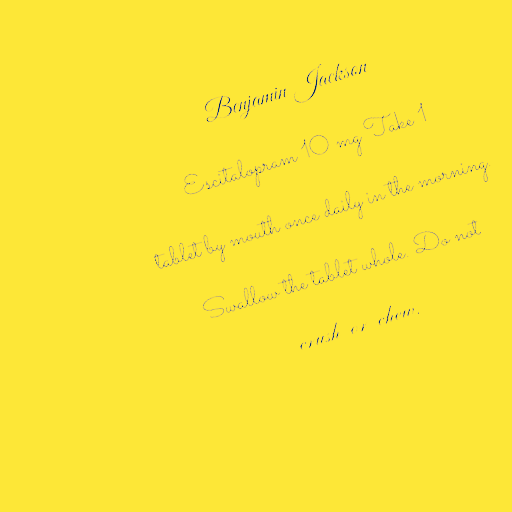 Benjamin Jackson
Escitalopram 10 mg Take 1
tablet by mouth once daily in the morning.
Swallow the tablet whole. Do not
crush or chew.